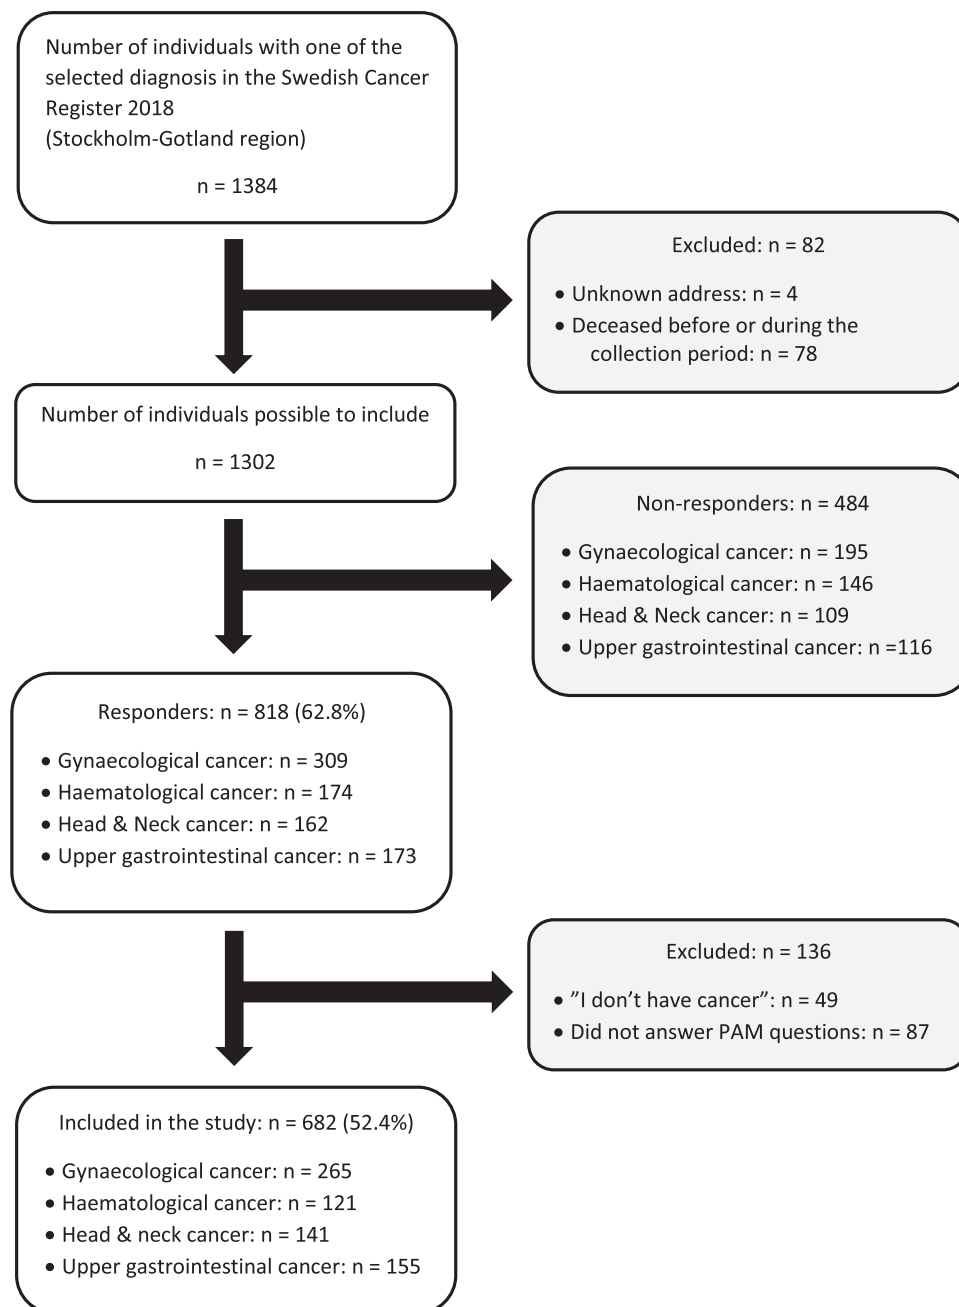 Number of individuals with one of the
selected diagnosis in the Swedish Cancer
Register 2018
(Stockholm-Gotland region)
n = 1384
Excluded: n = 82
• Unknown address: n = 4
• Deceased before or during the
collection period: n = 78
Number of individuals possible to include
n = 1302
Non-responders: n = 484
• Gynaecological cancer: n = 195
• Haematological cancer: n = 146
• Head & Neck cancer: n = 109
• Upper gastrointestinal cancer: n =116
Responders: n = 818 (62.8%)
• Gynaecological cancer: n = 309
• Haematological cancer: n = 174
• Head & Neck cancer: n = 162
• Upper gastrointestinal cancer: n = 173
Excluded: n = 136
• ”I don’t have cancer”: n = 49
• Did not answer PAM questions: n = 87
Included in the study: n = 682 (52.4%)
• Gynaecological cancer: n = 265
• Haematological cancer: n = 121
• Head & neck cancer: n = 141
• Upper gastrointestinal cancer: n = 155